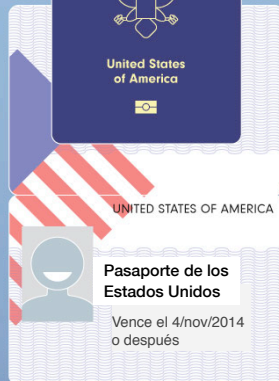 United States
of America
UNITED STATES OF AMERICA
Pasaporte de los
Estados Unidos
Vence el 4/nov/2014
o después